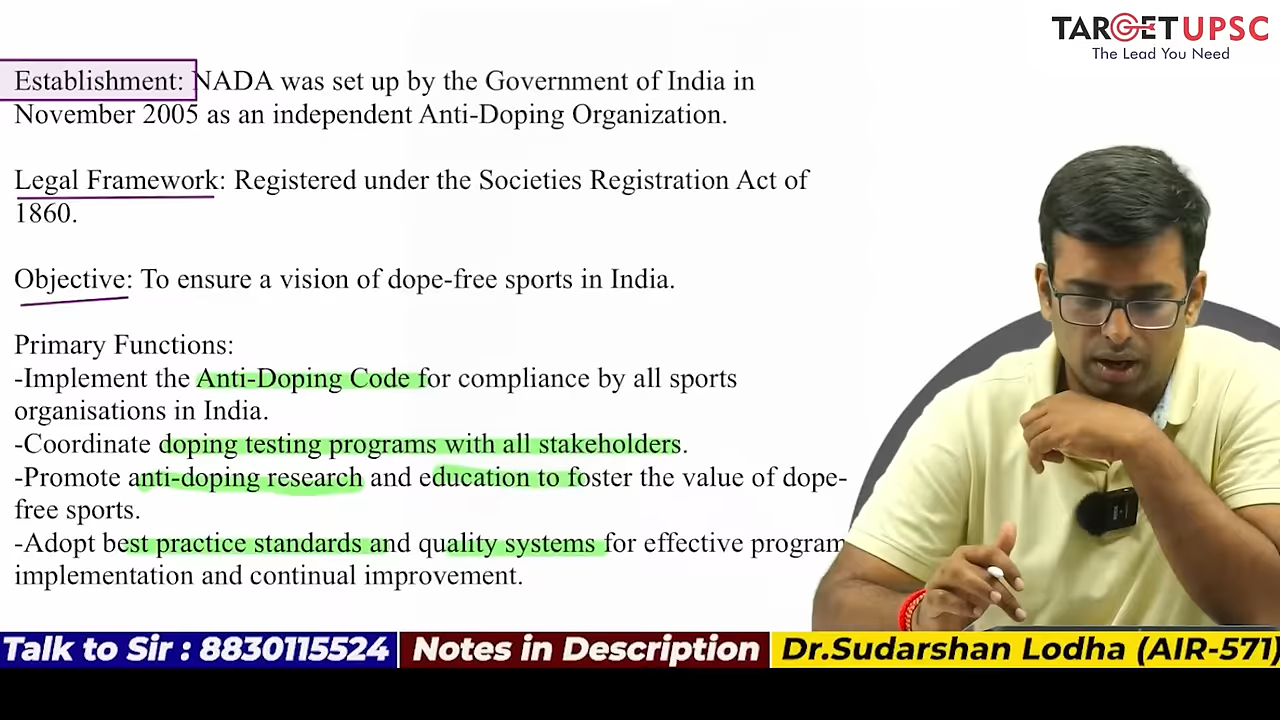 TARGET UPSC
The Lead You Need
Establishment: NADA was set up by the Government of India in
November 2005 as an independent Anti-Doping Organization.
Legal Framework: Registered under the Societies Registration Act of
1860.
Objective: To ensure a vision of dope-free sports in India.
Primary Functions:
-Implement the Anti-Doping Code for compliance by all sports
organisations in India.
-Coordinate doping testing programs with all stakeholders.
-Promote anti-doping research and education to foster the value of dope-
free sports.
-Adopt best practice standards and quality systems for effective program
implementation and continual improvement.
Talk to Sir : 8830115524 Notes in Description Dr.Sudarshan Lodha (AIR-571)